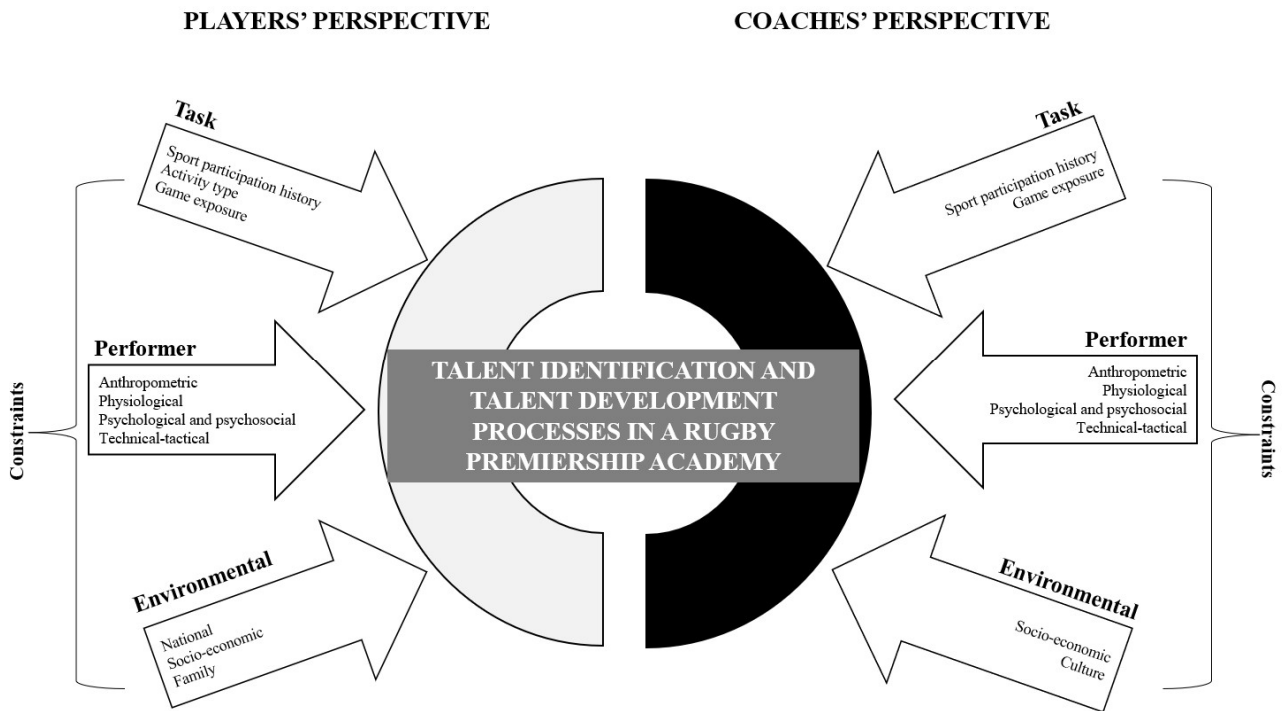 PLAYERS’ PERSPECTIVE
COACHES’ PERSPECTIVE
Task
Sport participation history
Activity type
Game exposure
Performer
Anthropometric
Physiological
Psychological and psychosocial
Technical-tactical
Environmental
National
Socio-economic
Family
Constraints
TALENT IDENTIFICATION AND
TALENT DEVELOPMENT
PROCESSES IN A RUGBY
PREMIERSHIP ACADEMY
Task
Sport participation history
Game exposure
Performer
Anthropometric
Physiological
Psychological and psychosocial
Technical-tactical
Environmental
Socio-economic
Culture
Constraints